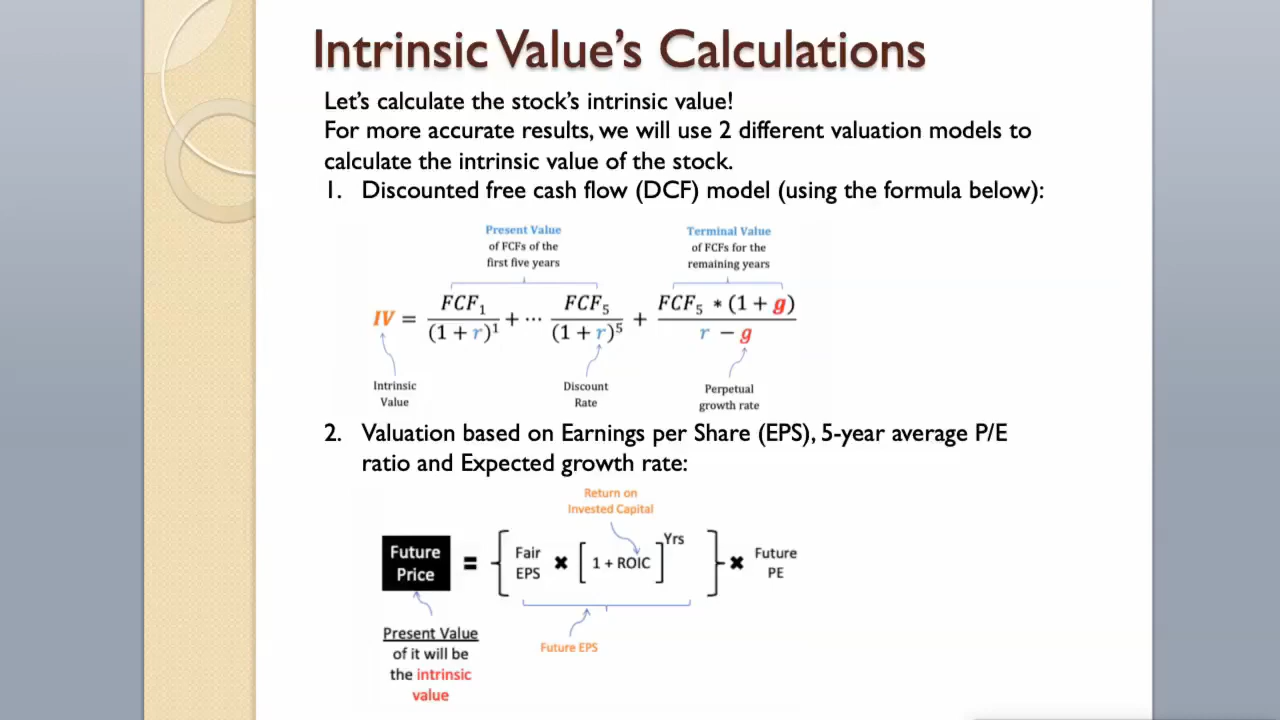 Intrinsic Value’s Calculations
Let’s calculate the stock’s intrinsic value!
For more accurate results, we will use 2 different valuation models to
calculate the intrinsic value of the stock.
1. Discounted free cash flow (DCF) model (using the formula below):
Present Value
of FCFs of the
first five years
Terminal Value
of FCFs for the
remaining years
IV = FCF₁ / (1 + r)¹ + ··· FCF₅ / (1 + r)⁵ + FCF₅ * (1 + g) / r − g
Intrinsic
Value
Discount
Rate
Perpetual
growth rate
2. Valuation based on Earnings per Share (EPS), 5-year average P/E
ratio and Expected growth rate:
Return on
Invested Capital
Future
Price
= { Fair
EPS
✖ [ 1 + ROIC ] Yrs } ✖ Future
PE
Future EPS
Present Value
of it will be
the intrinsic
value